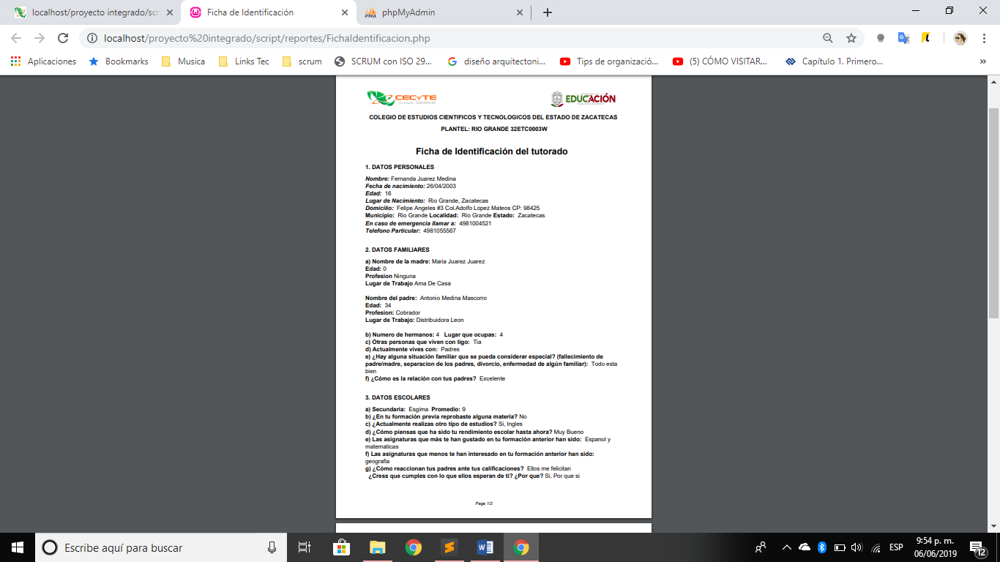 localhost/proyecto integrado/scr
Ficha de Identificación
phpMyAdmin
localhost/proyecto%20integrado/script/reportes/FichaIdentificacion.php
Aplicaciones Bookmarks Musica Links Tec scrum SCRUM con ISO 29... diseño arquitectoni... Tips de organizació... (5) CÓMO VISITAR... Capítulo 1. Primero... »
CECyTE
Zacatecas
EDUCACIÓN
COLEGIO DE ESTUDIOS CIENTIFICOS Y TECNOLOGICOS DEL ESTADO DE ZACATECAS
PLANTEL: RIO GRANDE 32ETC0003W
Ficha de Identificación del tutorado
1. DATOS PERSONALES
Nombre: Fernanda Juarez Medina
Fecha de nacimiento: 26/04/2003
Edad: 16
Lugar de Nacimiento: Rio Grande, Zacatecas
Domicilio: Felipe Angeles #3 Col.Adolfo Lopez Mateos CP: 98425
Municipio: Rio Grande Localidad: Rio Grande Estado: Zacatecas
En caso de emergencia llamar a: 4981004521
Telefono Particular: 4981055567
2. DATOS FAMILIARES
a) Nombre de la madre: Maria Juarez Juarez
Edad: 0
Profesion Ninguna
Lugar de Trabajo Ama De Casa
Nombre del padre: Antonio Medina Mascorro
Edad: 34
Profesion: Cobrador
Lugar de Trabajo: Distribuidora Leon
b) Numero de hermanos: 4 Lugar que ocupas: 4
c) Otras personas que viven con tigo: Tia
d) Actualmente vives con: Padres
e) ¿Hay alguna situación familiar que se pueda considerar especial? (fallecimiento de
padre/madre, separacion de los padres, divorcio, enfermedad de algún familiar): Todo esta
bien
f) ¿Cómo es la relación con tus padres? Excelente
3. DATOS ESCOLARES
a) Secundaria: Esgima Promedio: 9
b) ¿En tu formación previa reprobaste alguna materia? No
c) ¿Actualmente realizas otro tipo de estudios? Si, Ingles
d) ¿Cómo piensas que ha sido tu rendimiento escolar hasta ahora? Muy Bueno
e) Las asignaturas que más te han gustado en tu formación anterior han sido: Espanol y
matematicas
f) Las asignaturas que menos te han interesado en tu formación anterior han sido:
geografia
g) ¿Cómo reaccionan tus padres ante tus calificaciones? Ellos me felicitan
¿Cress que cumples con lo que ellos esperan de ti? ¿Por que? Si, Por que si
Page 1/2
Escribe aquí para buscar
ESP
9:54 p. m.
06/06/2019
12